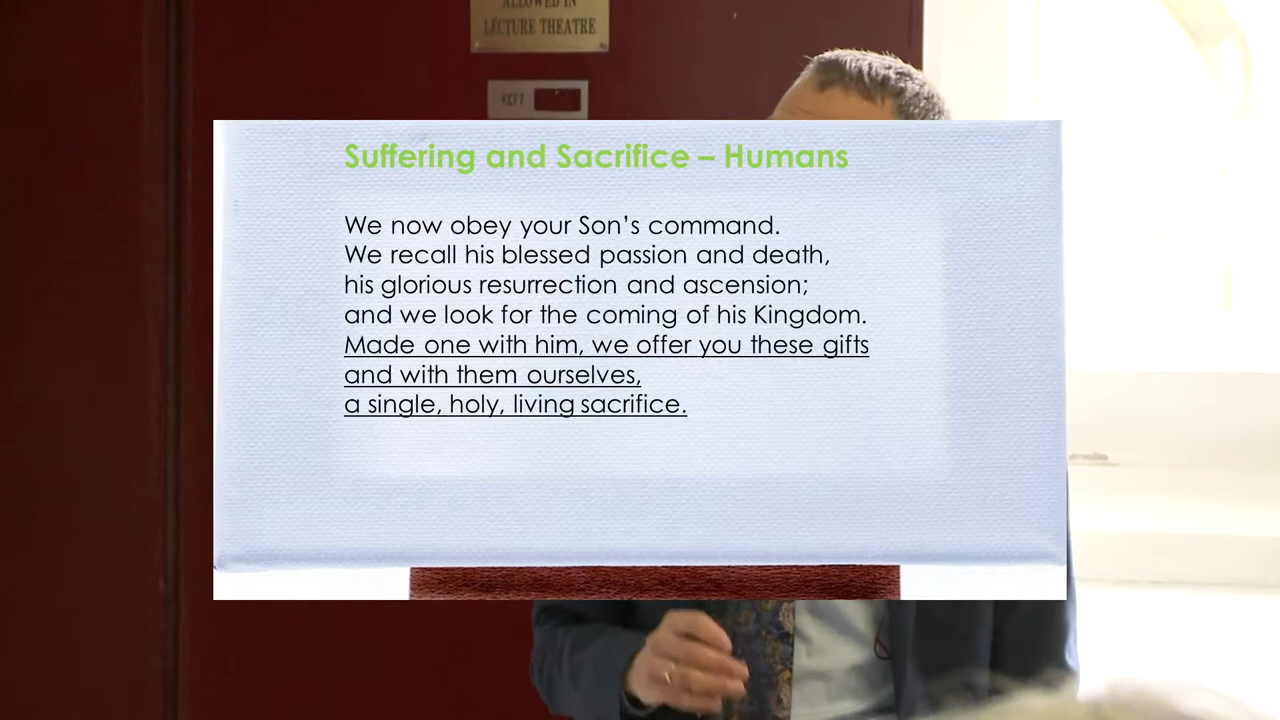 ALLOWED IN
LECTURE THEATRE
Suffering and Sacrifice – Humans
We now obey your Son’s command.
We recall his blessed passion and death,
his glorious resurrection and ascension;
and we look for the coming of his Kingdom.
Made one with him, we offer you these gifts
and with them ourselves,
a single, holy, living sacrifice.